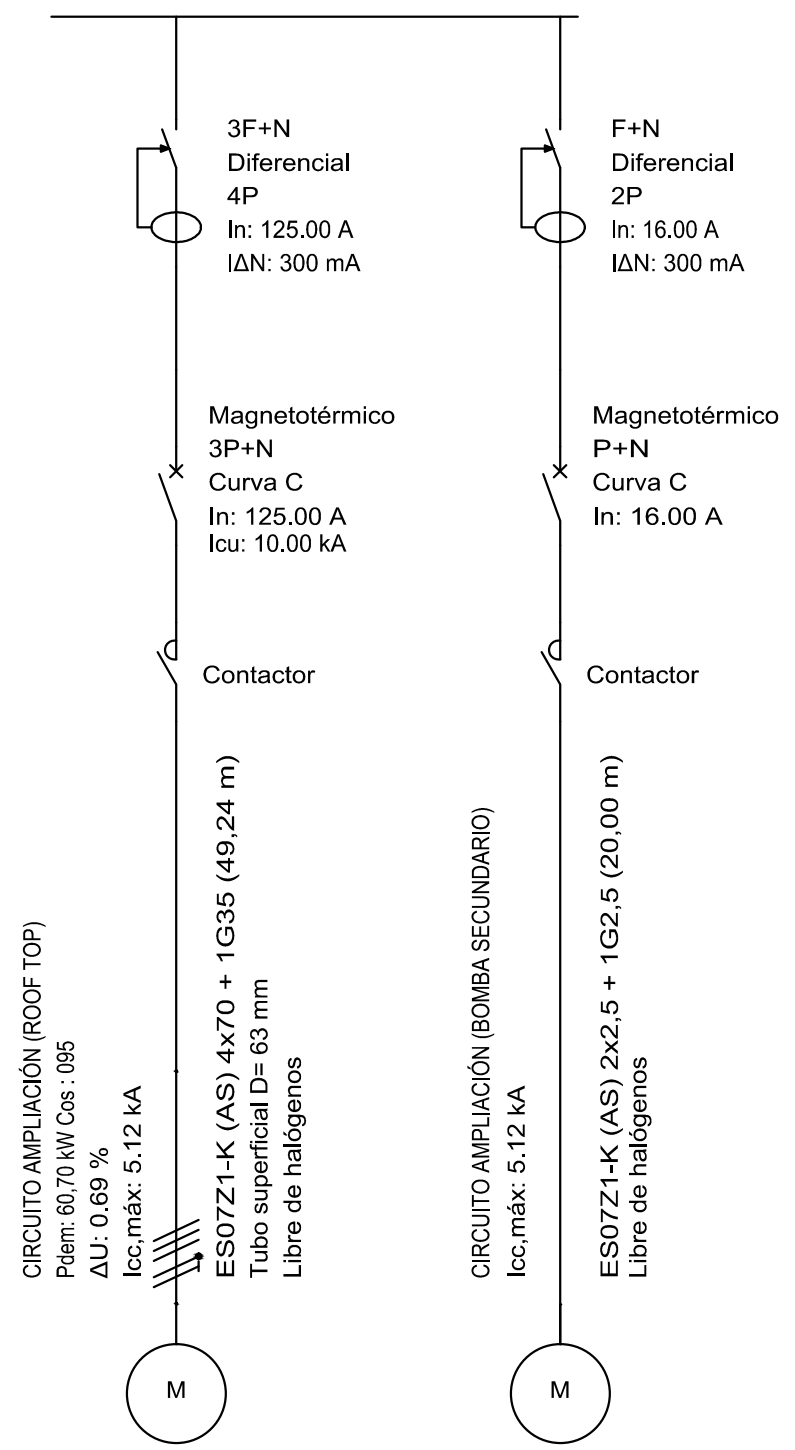 3F+N
Diferencial
4P
In: 125.00 A
IΔN: 300 mA
Magnetotérmico
3P+N
Curva C
In: 125.00 A
Icu: 10.00 kA
Contactor
CIRCUITO AMPLIACIÓN (ROOF TOP)
Pdem: 60,70 kW Cos : 095
ΔU: 0.69 %
Icc,máx: 5.12 kA
ES07Z1-K (AS) 4x70 + 1G35 (49,24 m)
Tubo superficial D= 63 mm
Libre de halógenos
M
F+N
Diferencial
2P
In: 16.00 A
IΔN: 300 mA
Magnetotérmico
P+N
Curva C
In: 16.00 A
Contactor
CIRCUITO AMPLIACIÓN (BOMBA SECUNDARIO)
Icc,máx: 5.12 kA
ES07Z1-K (AS) 2x2,5 + 1G2,5 (20,00 m)
Libre de halógenos
M